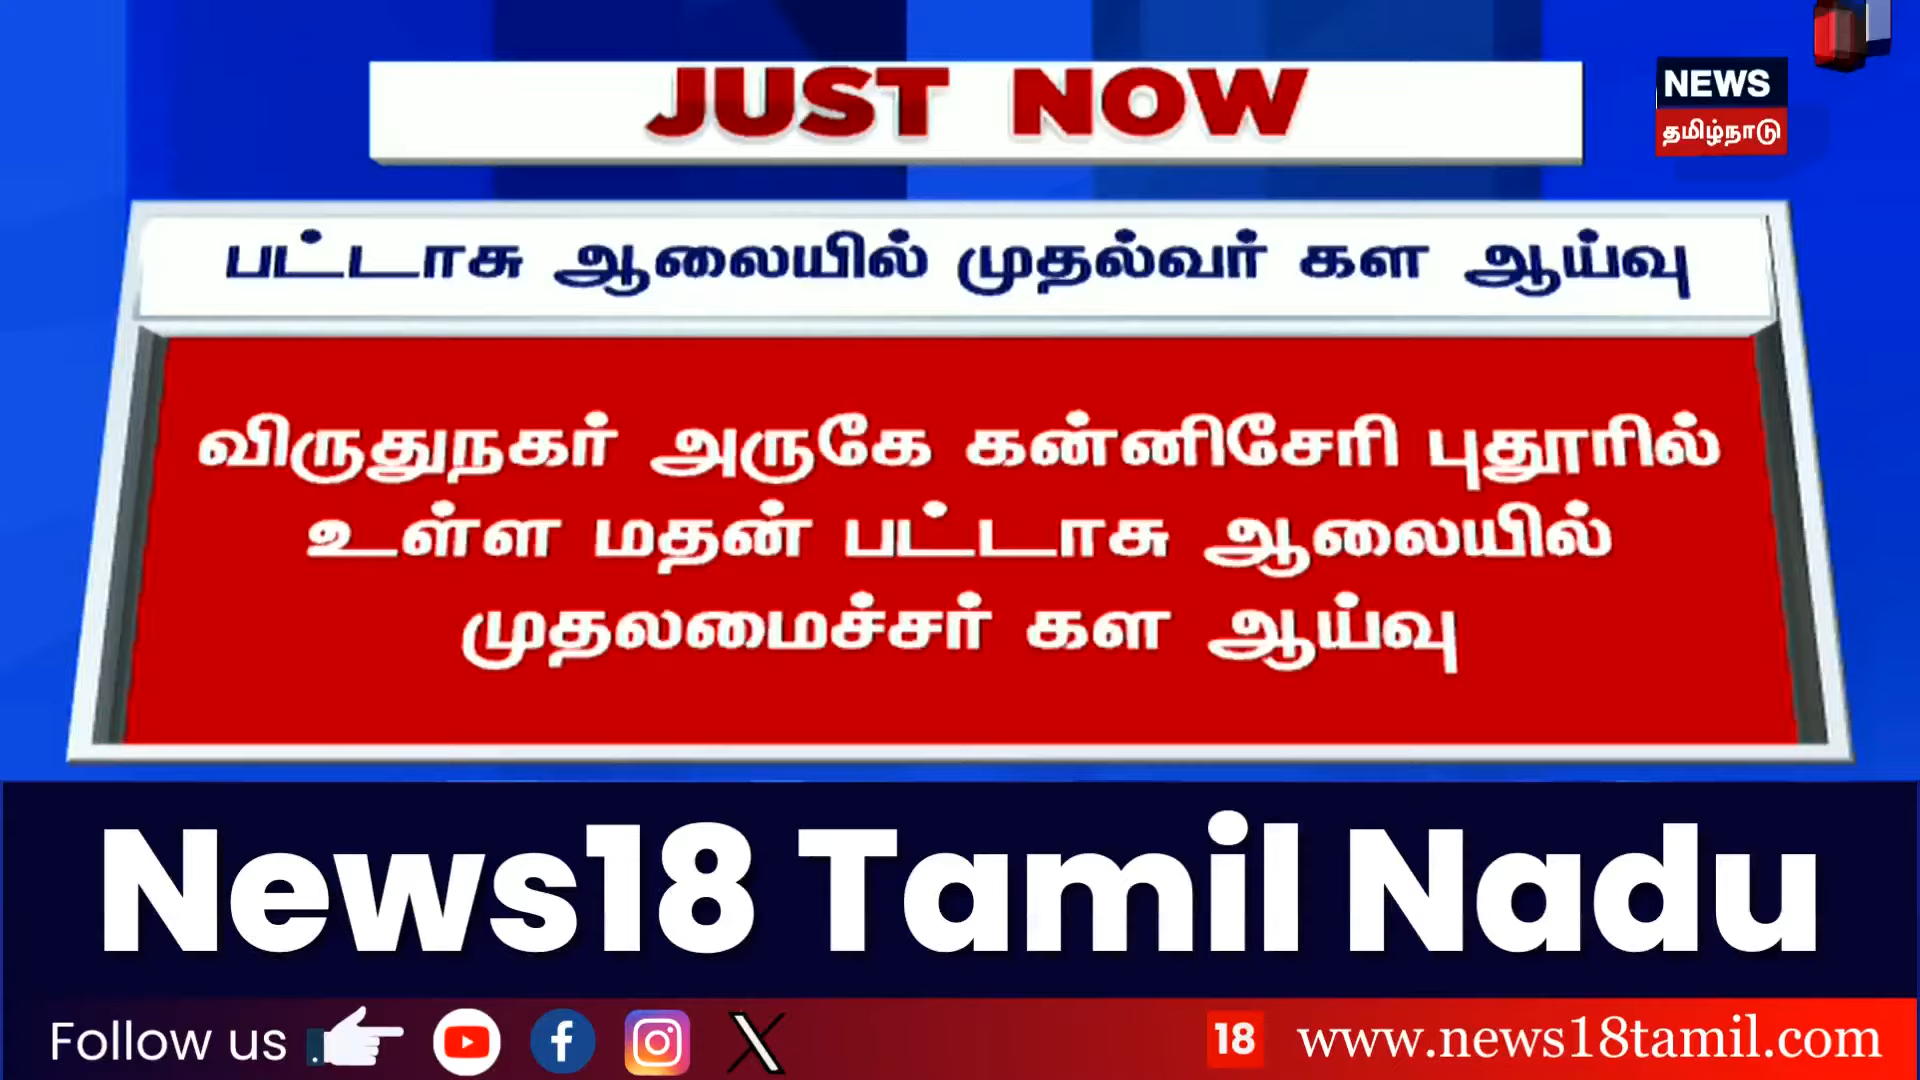 JUST NOW
NEWS
தமிழ்நாடு
பட்டாசு ஆலையில் முதல்வர் கள ஆய்வு
விருதுநகர் அருகே கன்னிசேரி புதூரில்
உள்ள மதன் பட்டாசு ஆலையில்
முதலமைச்சர் கள ஆய்வு
News18 Tamil Nadu
Follow us
18 www.news18tamil.com